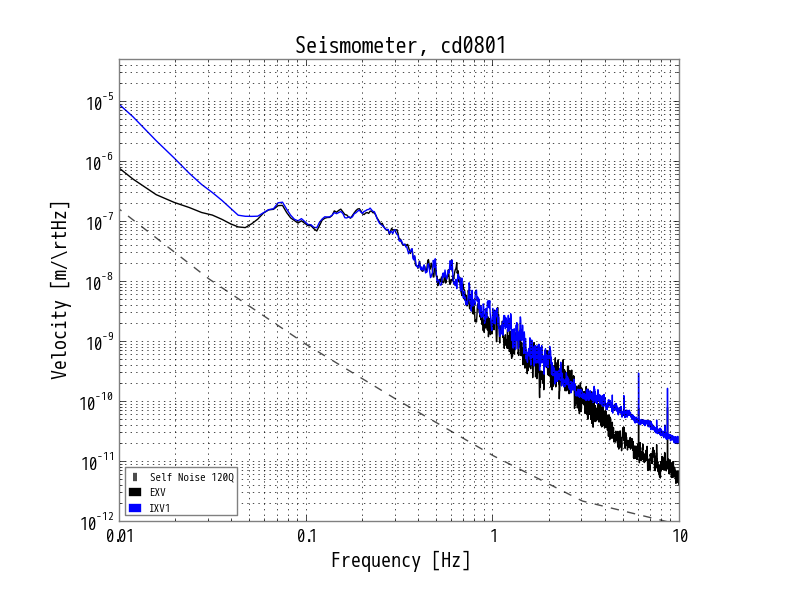 Seismometer, cd0801
Velocity [m/\rtHz]
10^-5
10^-6
10^-7
10^-8
10^-9
10^-10
10^-11
10^-12
Self Noise 120Q
EXV
IXV1
0.01 0.1 1 10
Frequency [Hz]